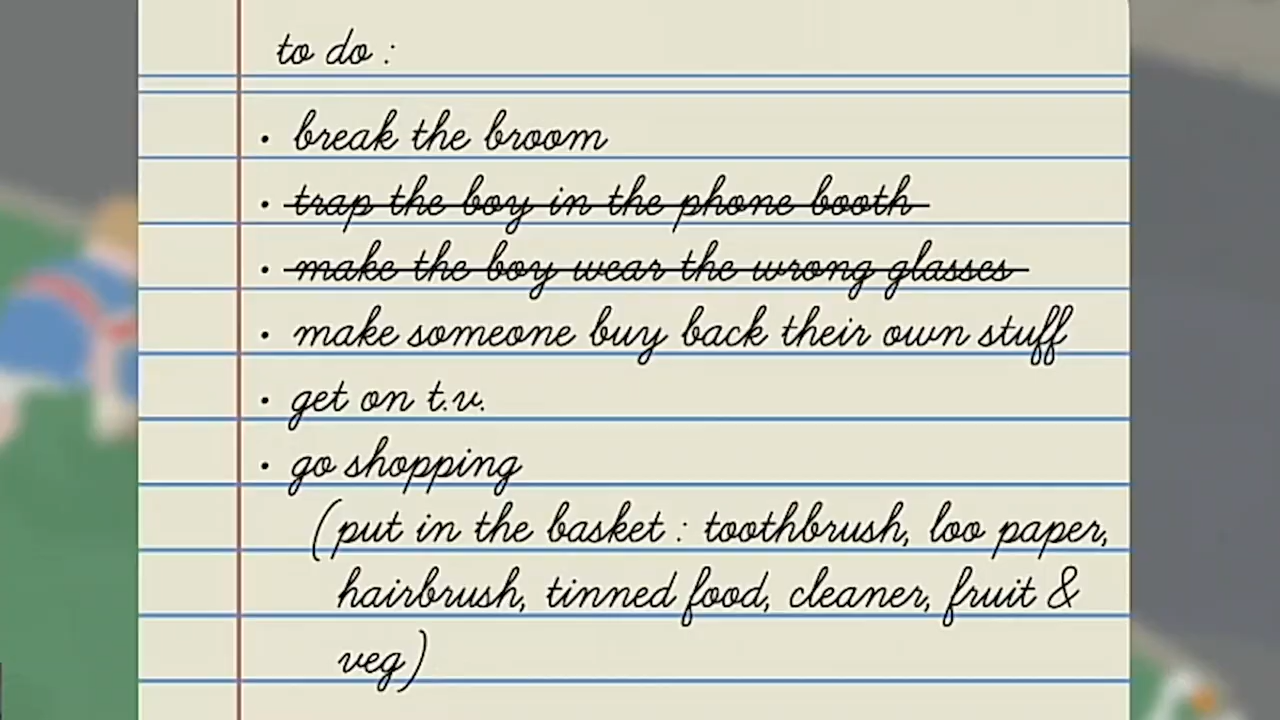 to do :
• break the broom
• trap the boy in the phone booth
• make the boy wear the wrong glasses
• make someone buy back their own stuff
• get on t.v.
• go shopping
(put in the basket : toothbrush, loo paper,
hairbrush, tinned food, cleaner, fruit &
veg)